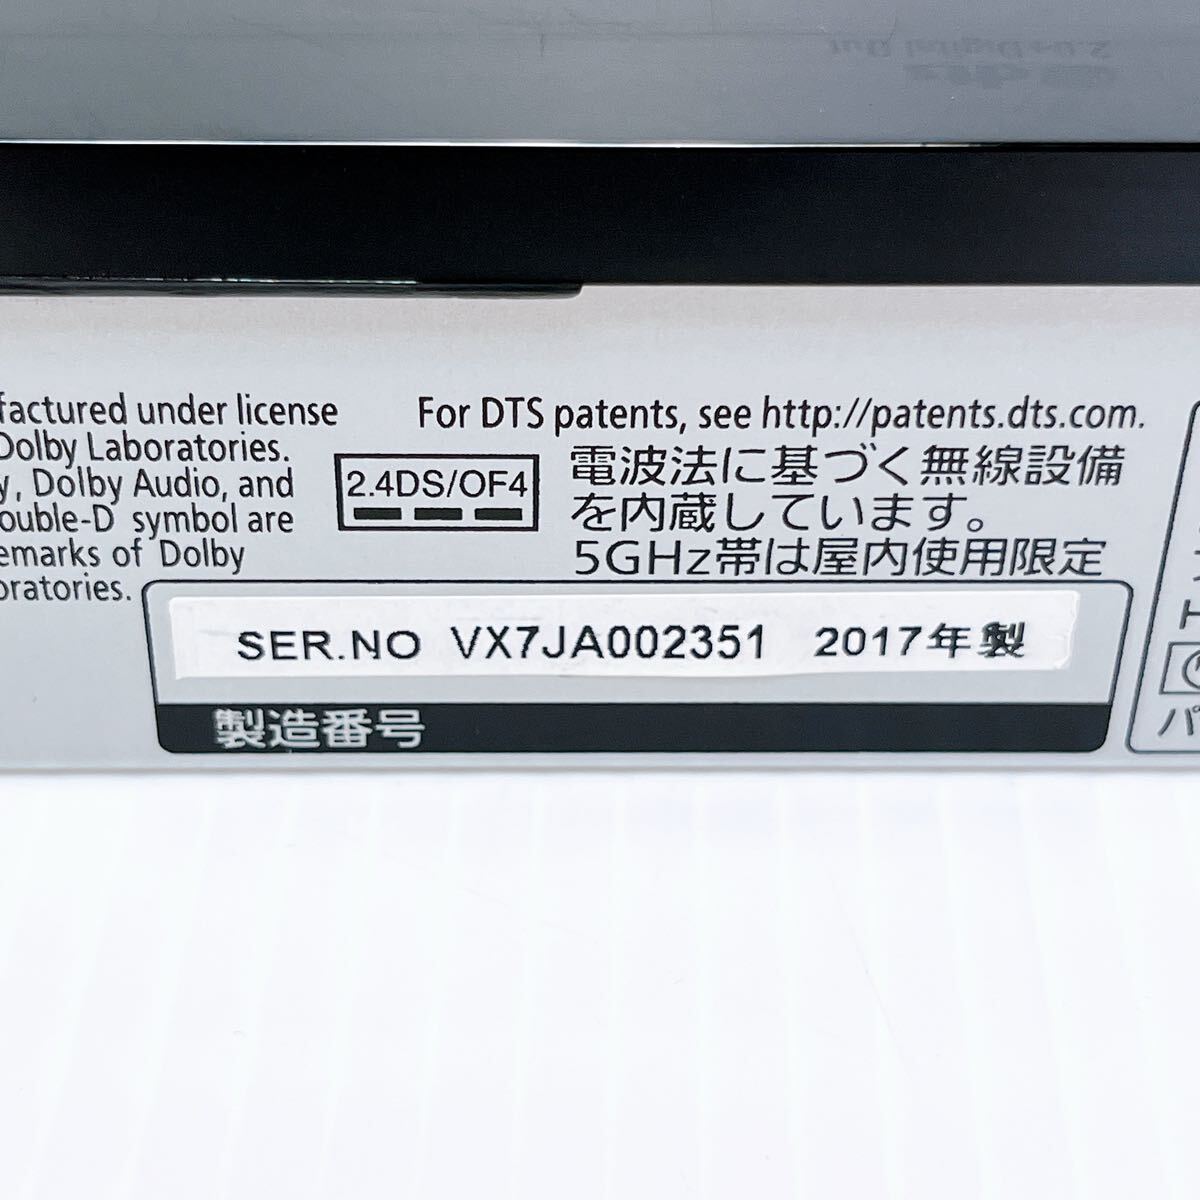 factured under license
Dolby Laboratories.
y, Dolby Audio, and
ouble-D symbol are
emarks of Dolby
oratories.
2.4DS/OF4
For DTS patents, see http://patents.dts.com.
電波法に基づく無線設備
を内蔵しています。
5GHz帯は屋内使用限定
SER.NO VX7JA002351 2017年製
製造番号